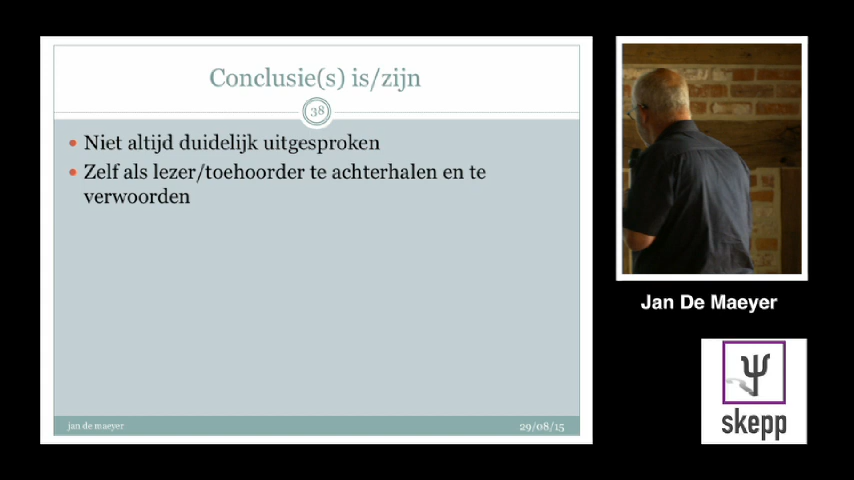 Conclusie(s) is/zijn
38
Niet altijd duidelijk uitgesproken
Zelf als lezer/toehoorder te achterhalen en te
verwoorden
jan de maeyer
29/08/15
Jan De Maeyer
skepp